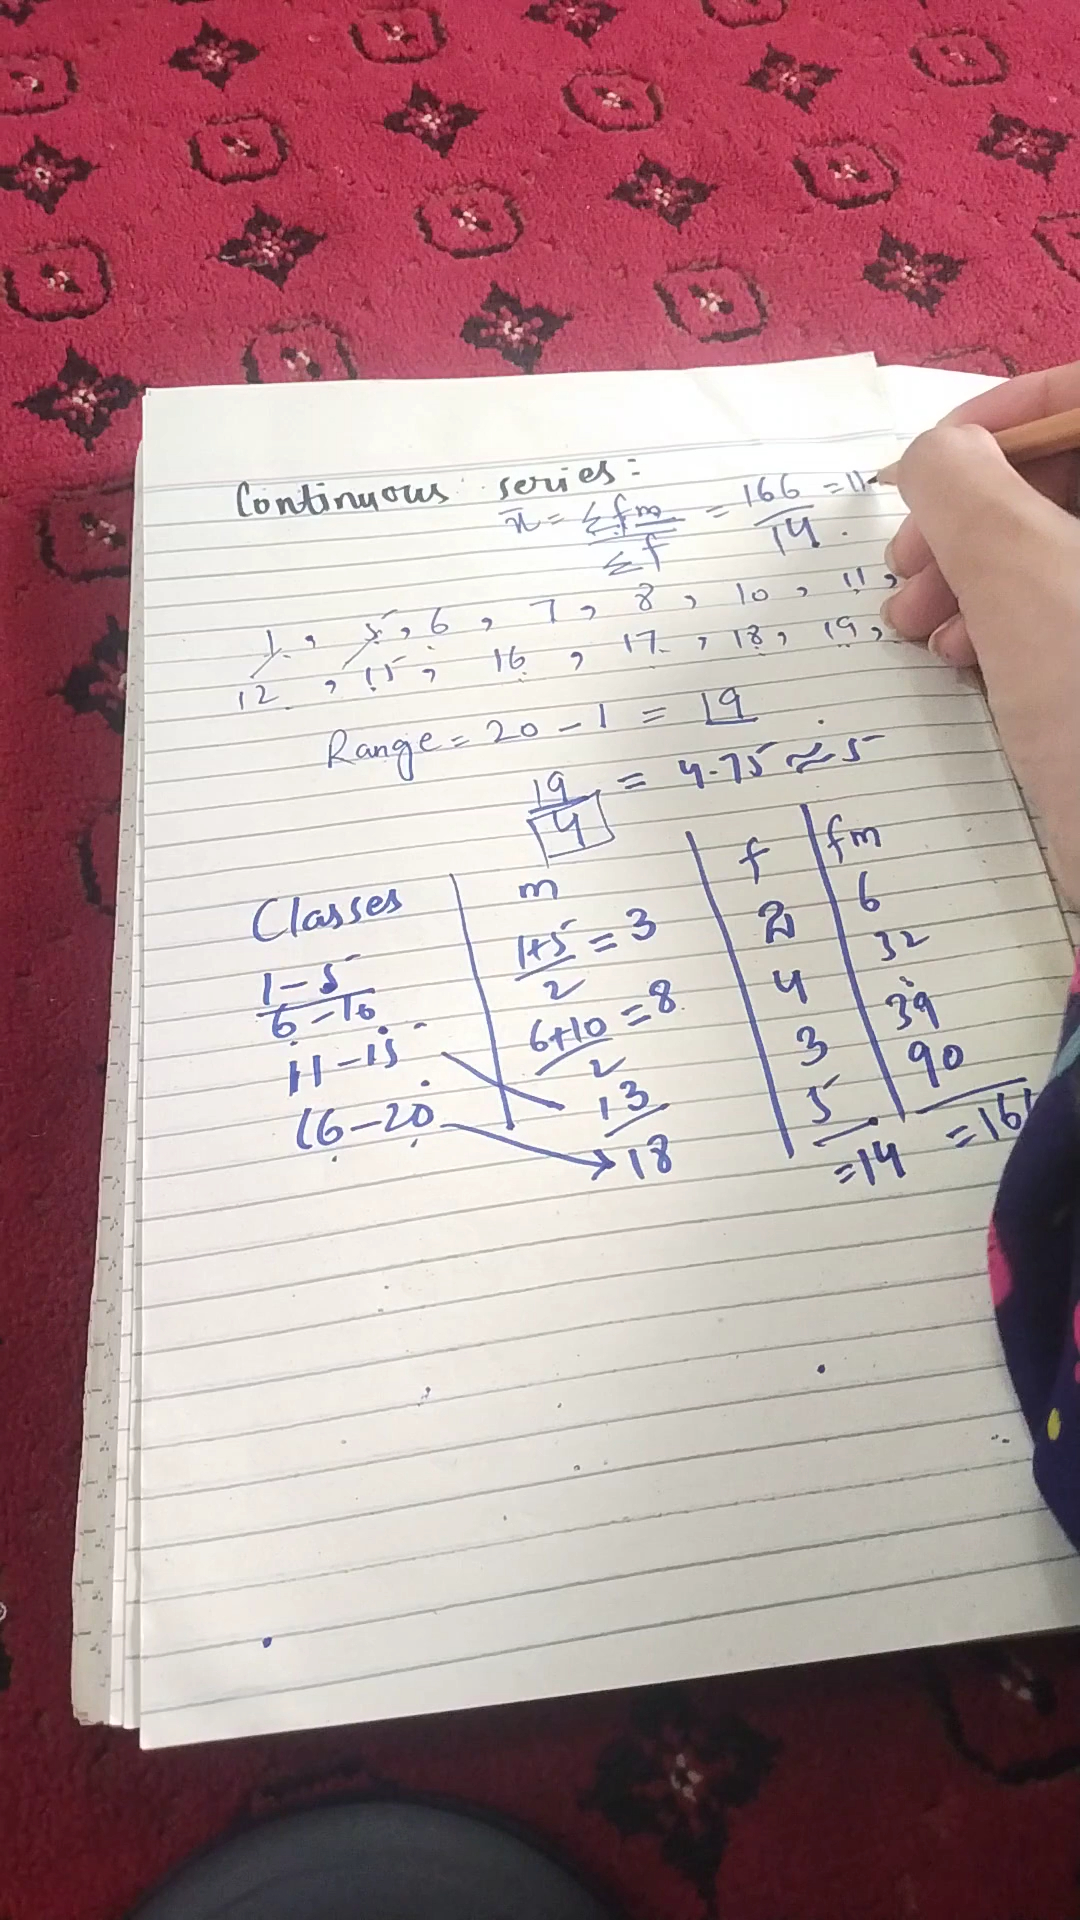 Continuous series:
x̄ = Σfm / Σf = 166 / 14 = 11
1, 5, 6, 7, 8, 10, 11,
12, 15, 16, 17, 18, 19,
Range = 20 - 1 = 19
19 / 4 = 4.75 ≈ 5
Classes | m | f | fm
1-5 | 1+5 / 2 = 3 | 2 | 6
6-10 | 6+10 / 2 = 8 | 4 | 32
11-15 → 13 | 3 | 39
16-20 → 18 | 5 | 90
=14 =16